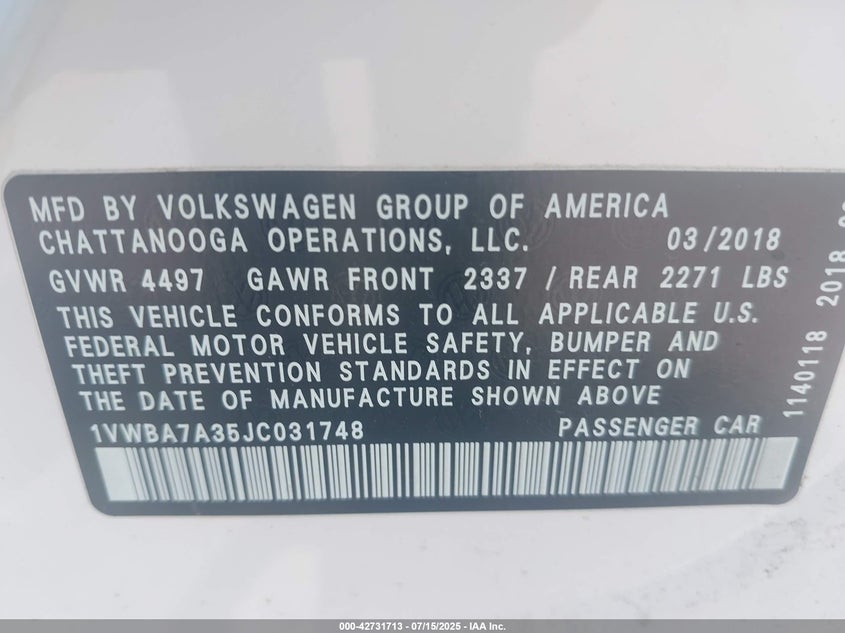 MFD BY VOLKSWAGEN GROUP OF AMERICA
CHATTANOOGA OPERATIONS, LLC. 03/2018
GVWR 4497 GAWR FRONT 2337 / REAR 2271 LBS
THIS VEHICLE CONFORMS TO ALL APPLICABLE U.S.
FEDERAL MOTOR VEHICLE SAFETY, BUMPER AND
THEFT PREVENTION STANDARDS IN EFFECT ON
THE DATE OF MANUFACTURE SHOWN ABOVE
1VWBA7A35JC031748 PASSENGER CAR
1140118 2018
000-42731713 - 07/15/2025 - IAA Inc.